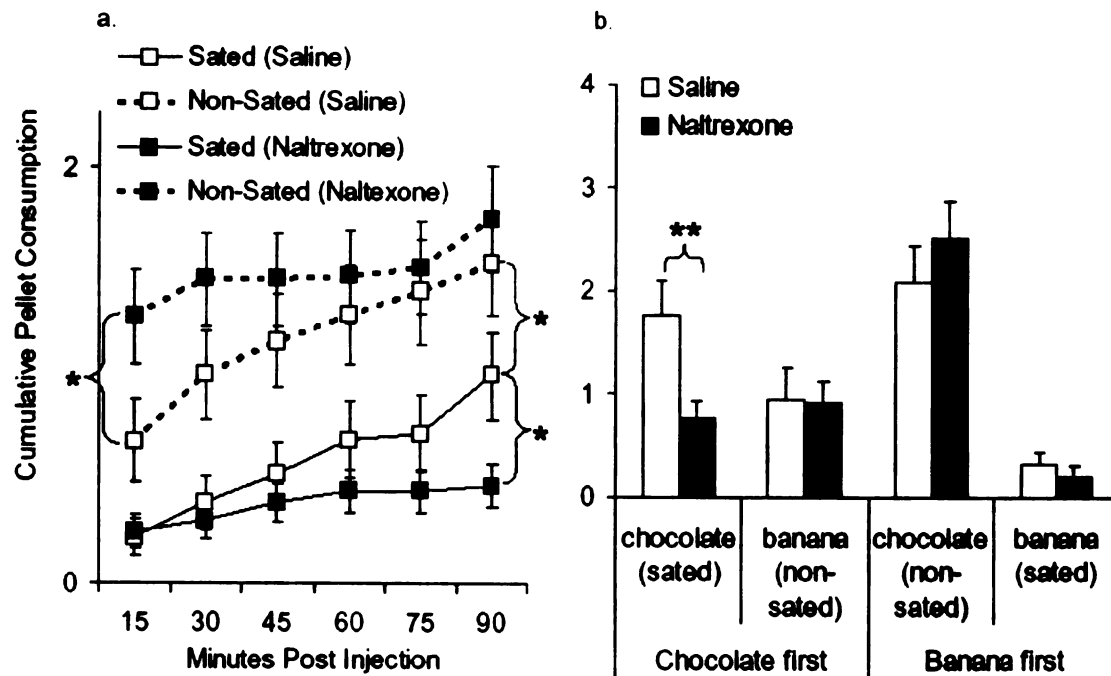 a.
Sated (Saline)
Non-Sated (Saline)
Sated (Naltrexone)
Non-Sated (Naltexone)
Cumulative Pellet Consumption
2
0
*
*
*
15 30 45 60 75 90
Minutes Post Injection
b.
Saline
Naltrexone
4
3
2
1
0
**
chocolate (sated)
banana (non-sated)
chocolate (non-sated)
banana (sated)
Chocolate first
Banana first